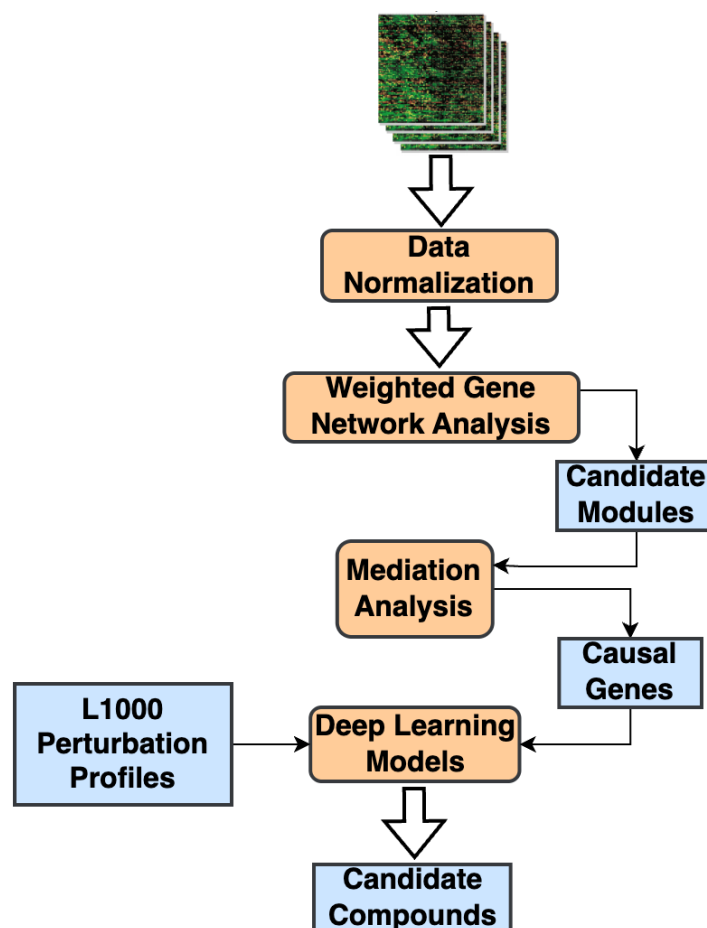 Data
Normalization
Weighted Gene
Network Analysis
Candidate
Modules
Mediation
Analysis
Causal
Genes
L1000
Perturbation
Profiles
Deep Learning
Models
Candidate
Compounds